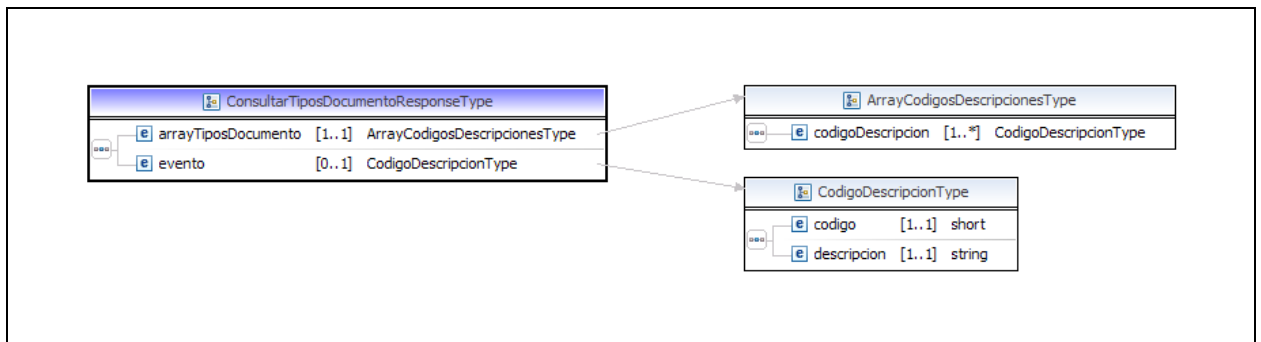 ConsultarTiposDocumentoResponseType
e arrayTiposDocumento [1..1] ArrayCodigosDescripcionesType
e evento [0..1] CodigoDescripcionType
ArrayCodigosDescripcionesType
e codigoDescripcion [1..*] CodigoDescripcionType
CodigoDescripcionType
e codigo [1..1] short
e descripcion [1..1] string